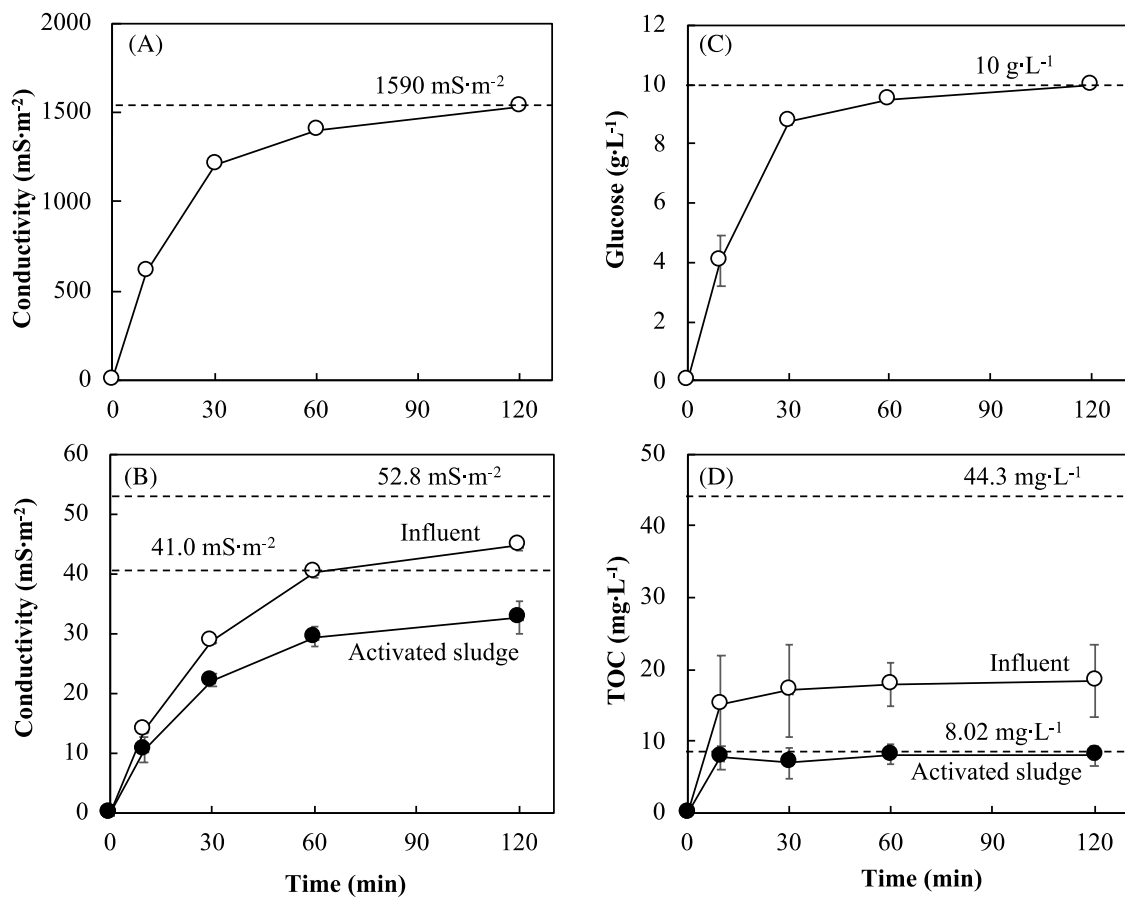 (A)
1590 mS·m⁻²
Conductivity (mS·m⁻²)
2000
1500
1000
500
0
0 30 60 90 120
(C)
10 g·L⁻¹
Glucose (g·L⁻¹)
12
10
8
6
4
2
0
0 30 60 90 120
(B)
52.8 mS·m⁻²
Influent
41.0 mS·m⁻²
Activated sludge
Conductivity (mS·m⁻²)
60
50
40
30
20
10
0
0 30 60 90 120
Time (min)
(D)
44.3 mg·L⁻¹
Influent
8.02 mg·L⁻¹
Activated sludge
TOC (mg·L⁻¹)
50
40
30
20
10
0
0 30 60 90 120
Time (min)